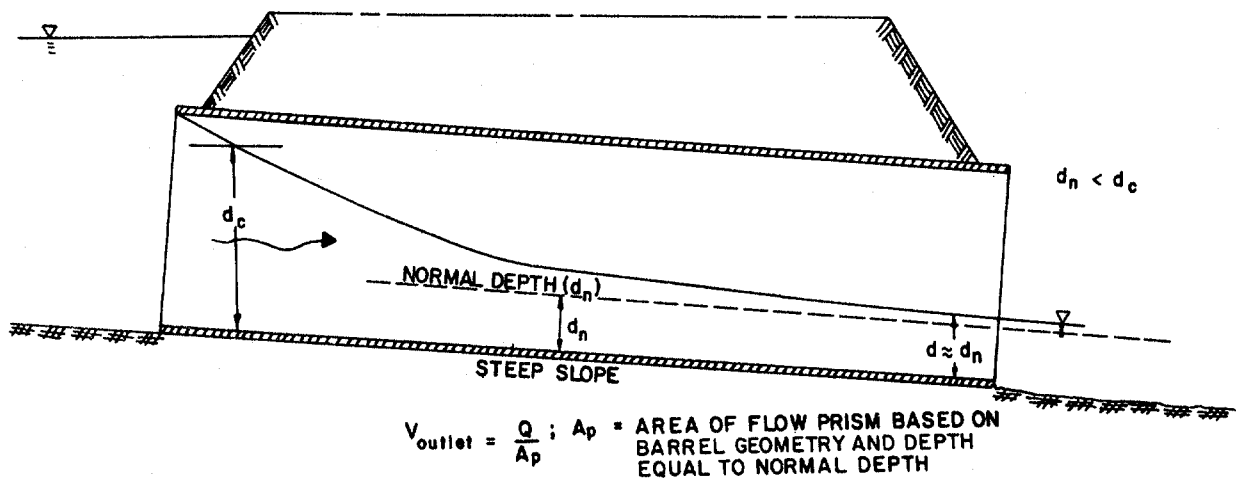 d_n < d_c
d_c
NORMAL DEPTH (d_n)
d_n
d ≈ d_n
STEEP SLOPE
V_outlet = Q/A_p ; A_p = AREA OF FLOW PRISM BASED ON
BARREL GEOMETRY AND DEPTH
EQUAL TO NORMAL DEPTH